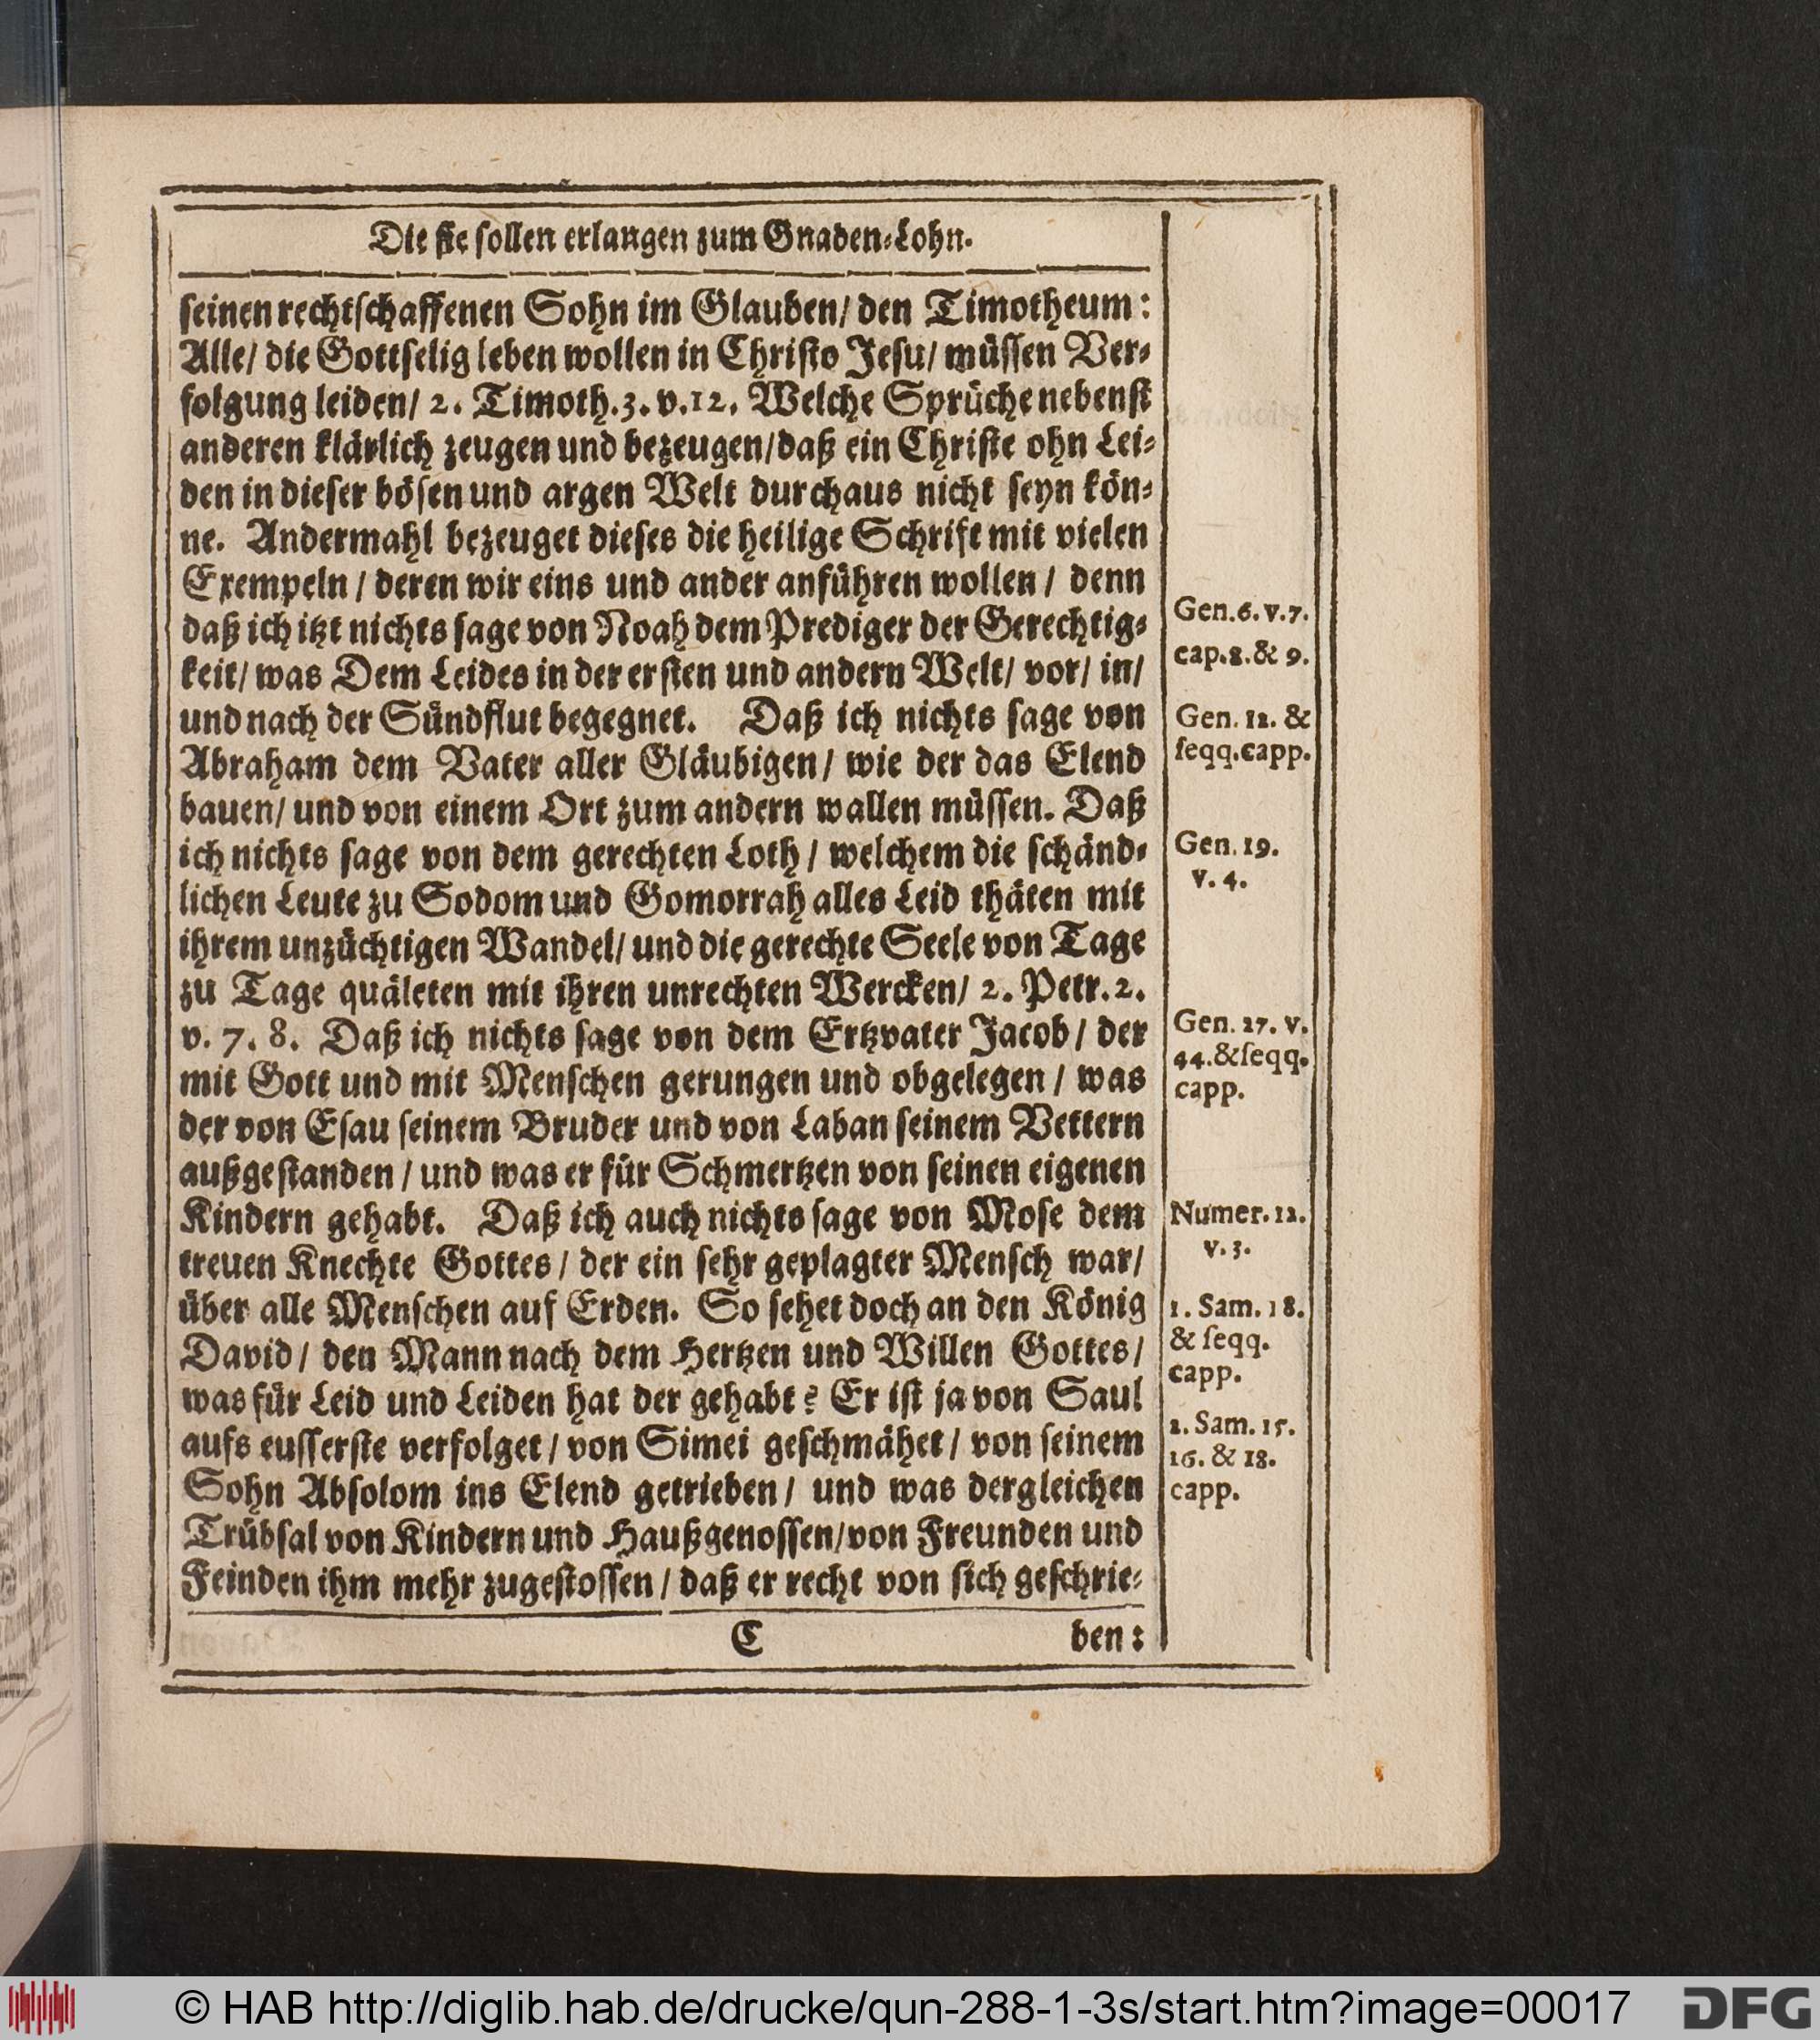 Die ſie ſollen erlangen zum Gnaden-Lohn.
ſeinen rechtſchaffenen Sohn im Glauben/ den Timotheum:
Alle/ die Gottſelig leben wollen in Chriſto Jeſu/ müſſen Ver-
folgung leiden/ 2. Timoth. 3. v. 12. Welche Sprüche nebenſt
anderen klärlich zeugen und bezeugen/ daß ein Chriſte ohn Lei-
den in dieſer böſen und argen Welt durchaus nicht ſeyn kön-
ne. Andermahl bezeuget dieſes die heilige Schrift mit vielen
Exempeln / deren wir eins und ander anführen wollen / denn
daß ich itzt nichts ſage von Noah dem Prediger der Gerechtig-
keit/ was Dem Leides in der erſten und andern Welt/ vor/ in/
und nach der Sündflut begegnet. Daß ich nichts ſage von
Abraham dem Vater aller Gläubigen/ wie der das Elend
bauen/ und von einem Ort zum andern wallen müſſen. Daß
ich nichts ſage von dem gerechten Loth / welchem die ſchänd-
lichen Leute zu Sodom und Gomorrah alles Leid thäten mit
ihrem unzüchtigen Wandel/ und die gerechte Seele von Tage
zu Tage quäleten mit ihren unrechten Wercken/ 2. Petr. 2.
v. 7. 8. Daß ich nichts ſage von dem Ertzvater Jacob / der
mit Gott und mit Menſchen gerungen und obgelegen / was
der von Eſau ſeinem Bruder und von Laban ſeinem Vettern
außgeſtanden / und was er für Schmertzen von ſeinen eigenen
Kindern gehabt. Daß ich auch nichts ſage von Moſe dem
treuen Knechte Gottes / der ein ſehr geplagter Menſch war/
über alle Menſchen auf Erden. So ſehet doch an den König
David / den Mann nach dem Hertzen und Willen Gottes/
was für Leid und Leiden hat der gehabt? Er iſt ja von Saul
aufs euſſerſte verfolget / von Simei geſchmähet / von ſeinem
Sohn Abſolom ins Elend getrieben / und was dergleichen
Trübſal von Kindern und Haußgenoſſen/ von Freunden und
Feinden ihm mehr zugeſtoſſen / daß er recht von ſich geſchrie-
C
ben:
Gen. 6. v. 7.
cap. 8. & 9.
Gen. 12. &
ſeqq. capp.
Gen. 19.
v. 4.
Gen. 27. v.
44. & ſeqq.
capp.
Numer. 12.
v. 3.
1. Sam. 18.
& ſeqq.
capp.
2. Sam. 15.
16. & 18.
capp.
© HAB http://diglib.hab.de/drucke/qun-288-1-3s/start.htm?image=00017
DFG